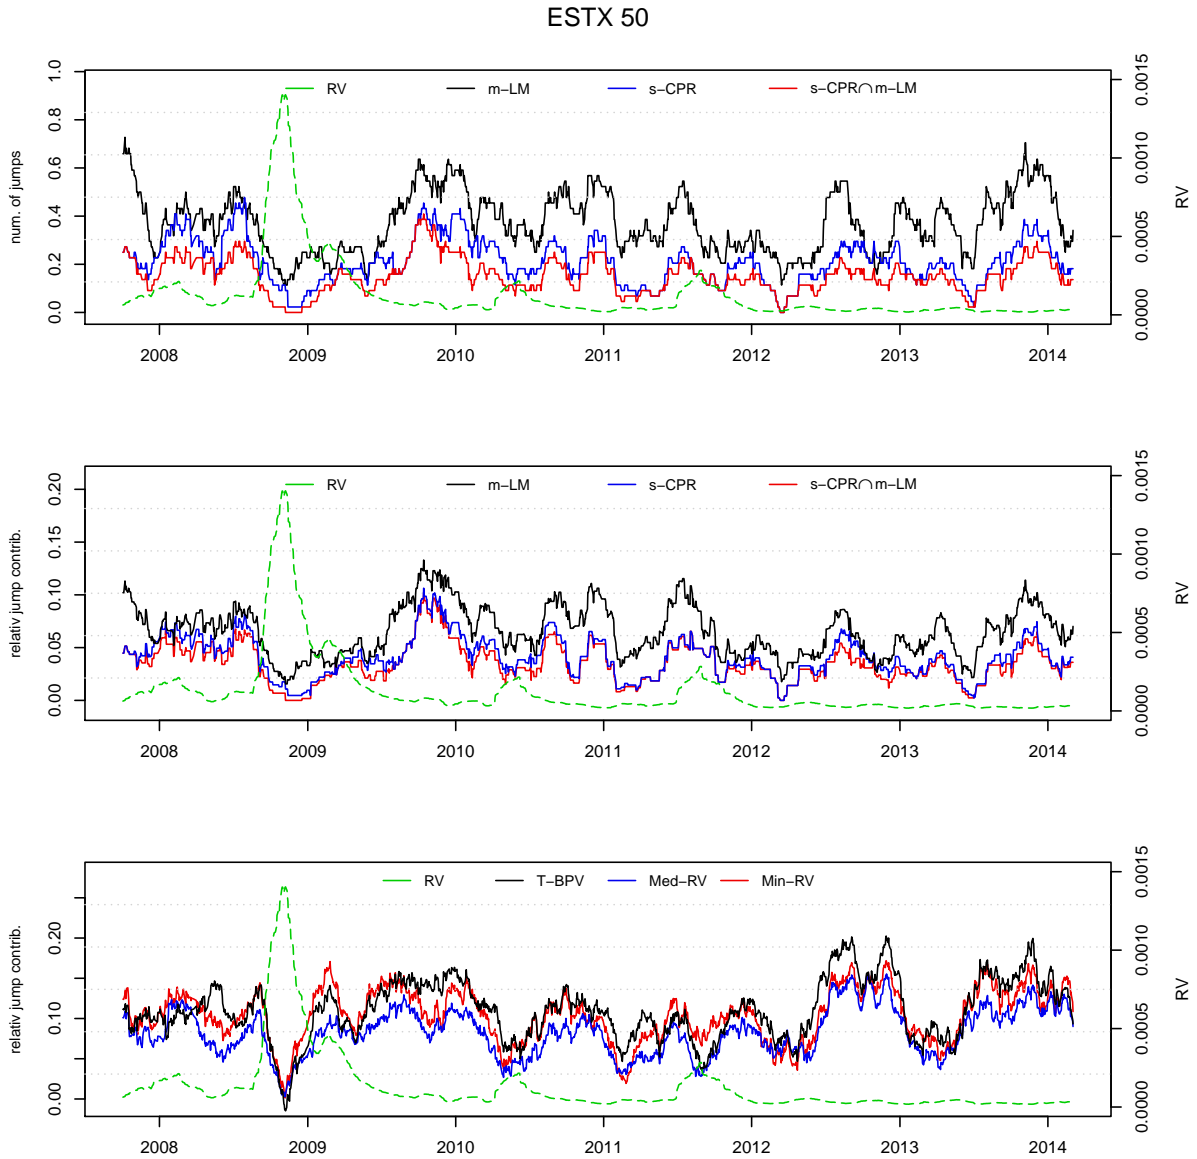 ESTX 50
RV m−LM s−CPR s−CPR∩m−LM
num. of jumps
0.0 0.2 0.4 0.6 0.8 1.0
RV
0.0000 0.0005 0.0010 0.0015
2008 2009 2010 2011 2012 2013 2014
RV m−LM s−CPR s−CPR∩m−LM
relativ jump contrib.
0.00 0.05 0.10 0.15 0.20
RV
0.0000 0.0005 0.0010 0.0015
2008 2009 2010 2011 2012 2013 2014
RV T−BPV Med−RV Min−RV
relativ jump contrib.
0.00 0.10 0.20
RV
0.0000 0.0005 0.0010 0.0015
2008 2009 2010 2011 2012 2013 2014